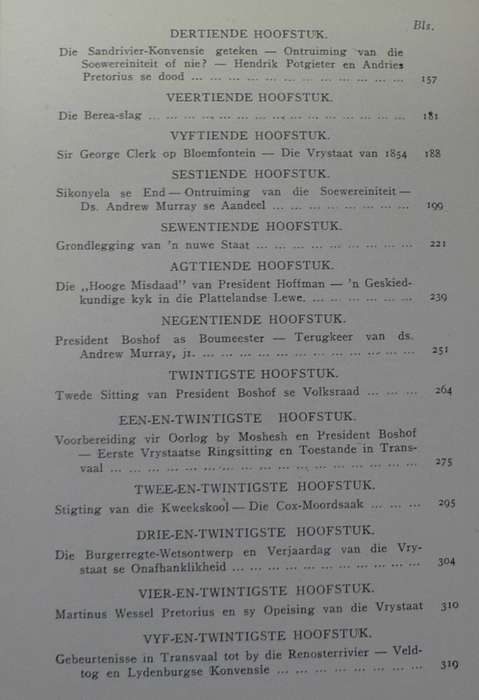 Bls.
DERTIENDE HOOFSTUK.
Die Sandrivier-Konvensie geteken — Ontruiming van die
Soewereiniteit of nie? — Hendrik Potgieter en Andries
Pretorius se dood ... ... ... ... ... ... ... ... ... ... ... 157
VEERTIENDE HOOFSTUK.
Die Berea-slag ... ... ... ... ... ... ... ... ... ... ... ... ... 181
VYFTIENDE HOOFSTUK.
Sir George Clerk op Bloemfontein — Die Vrystaat van 1854 188
SESTIENDE HOOFSTUK.
Sikonyela se End — Ontruiming van die Soewereiniteit —
Ds. Andrew Murray se Aandeel ... ... ... ... ... ... ... 199
SEWENTIENDE HOOFSTUK.
Grondlegging van 'n nuwe Staat ... ... ... ... ... ... ... ... 221
AGTTIENDE HOOFSTUK.
Die „Hooge Misdaad” van President Hoffman — 'n Geskied-
kundige kyk in die Plattelandse Lewe. ... ... ... ... ... 239
NEGENTIENDE HOOFSTUK.
President Boshof as Boumeester — Terugkeer van ds.
Andrew Murray, jr. ... ... ... ... ... ... ... ... ... ... ... 251
TWINTIGSTE HOOFSTUK.
Twede Sitting van President Boshof se Volksraad ... ... ... 264
EEN-EN-TWINTIGSTE HOOFSTUK.
Voorbereiding vir Oorlog by Moshesh en President Boshof
— Eerste Vrystaatse Ringsitting en Toestande in Trans-
vaal ... ... ... ... ... ... ... ... ... ... ... ... ... ... ... 275
TWEE-EN-TWINTIGSTE HOOFSTUK.
Stigting van die Kweekskool — Die Cox-Moordsaak ... ... ... 295
DRIE-EN-TWINTIGSTE HOOFSTUK.
Die Burgerregte-Wetsontwerp en Verjaardag van die Vry-
staat se Onafhanklikheid ... ... ... ... ... ... ... ... ... 304
VIER-EN-TWINTIGSTE HOOFSTUK.
Martinus Wessel Pretorius en sy Opeising van die Vrystaat 310
VYF-EN-TWINTIGSTE HOOFSTUK.
Gebeurtenisse in Transvaal tot by die Renosterrivier — Veld-
tog en Lydenburgse Konvensie ... ... ... ... ... ... ... 319